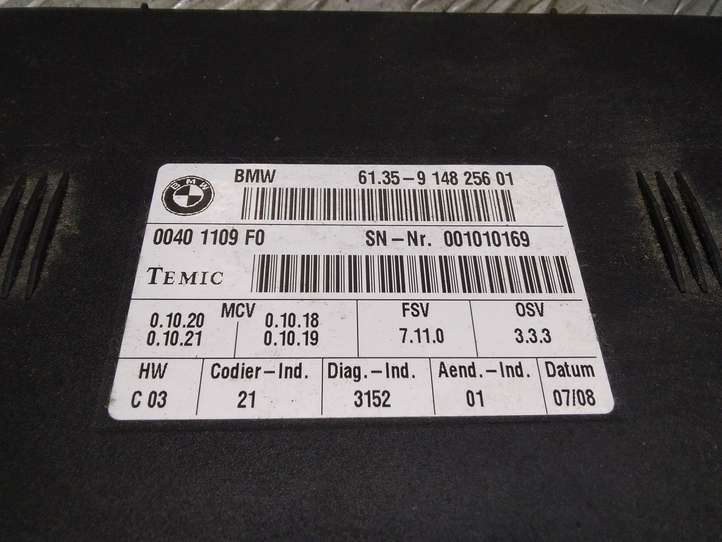 BMW
BMW 61.35-9 148 256 01
0040 1109 F0 SN-Nr. 001010169
TEMIC
MCV FSV OSV
0.10.20 0.10.18
0.10.21 0.10.19 7.11.0 3.3.3
HW Codier-Ind. Diag.-Ind. Aend.-Ind. Datum
C 03 21 3152 01 07/08